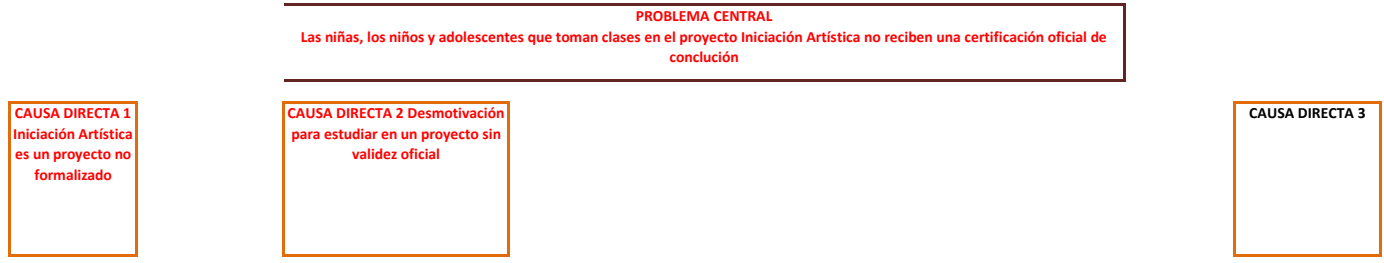 PROBLEMA CENTRAL
Las niñas, los niños y adolescentes que toman clases en el proyecto Iniciación Artística no reciben una certificación oficial de
conclución
CAUSA DIRECTA 1
Iniciación Artística
es un proyecto no
formalizado
CAUSA DIRECTA 2 Desmotivación
para estudiar en un proyecto sin
validez oficial
CAUSA DIRECTA 3